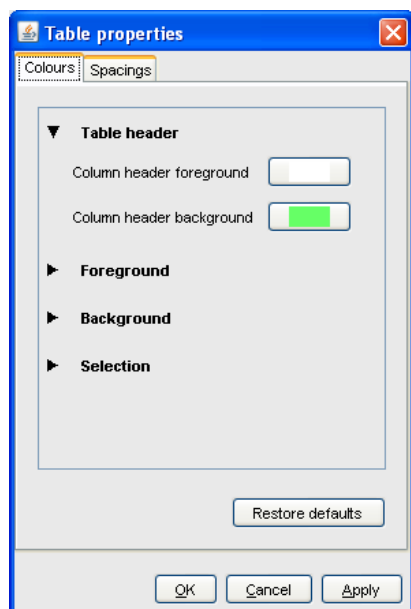 Table properties
Colours Spacings
Table header
Column header foreground
Column header background
Foreground
Background
Selection
Restore defaults
OK Cancel Apply